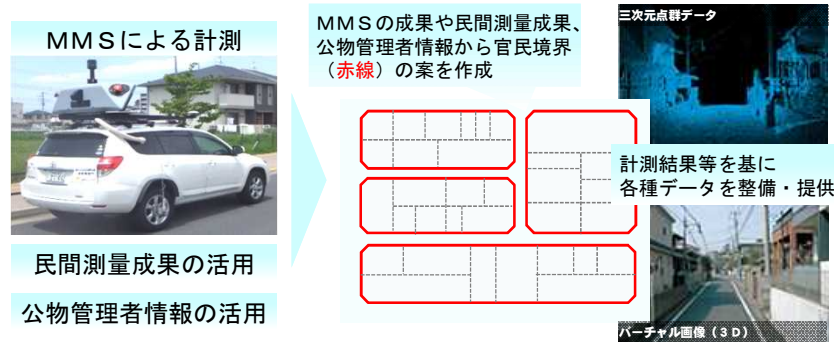 MMSによる計測
民間測量成果の活用
公物管理者情報の活用
MMSの成果や民間測量成果、
公物管理者情報から官民境界
（赤線）の案を作成
三次元点群データ
計測結果等を基に
各種データを整備・提供
バーチャル画像（3D）